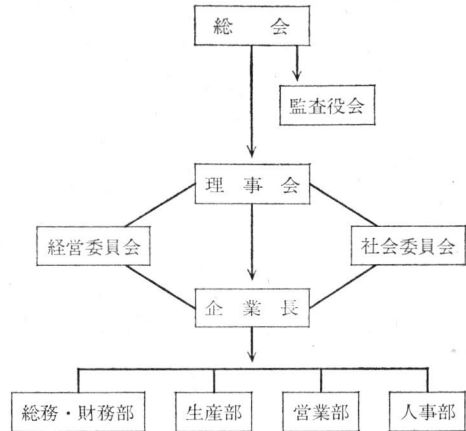 総会
監査役会
理事会
経営委員会
社会委員会
企業長
総務・財務部
生産部
営業部
人事部